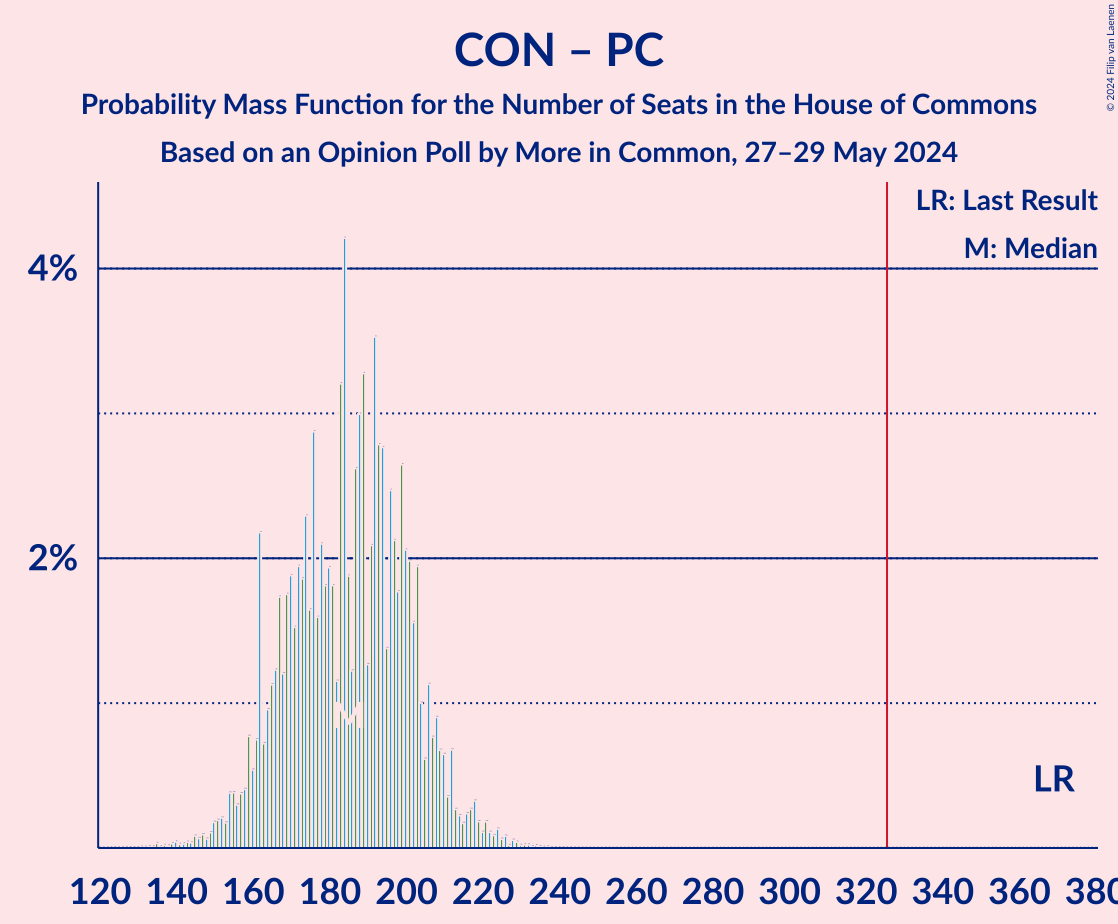 CON – PC
Probability Mass Function for the Number of Seats in the House of Commons
Based on an Opinion Poll by More in Common, 27–29 May 2024
© 2024 Filip van Laenen
LR: Last Result
M: Median
4%
2%
LR
120 140 160 180 200 220 240 260 280 300 320 340 360 380